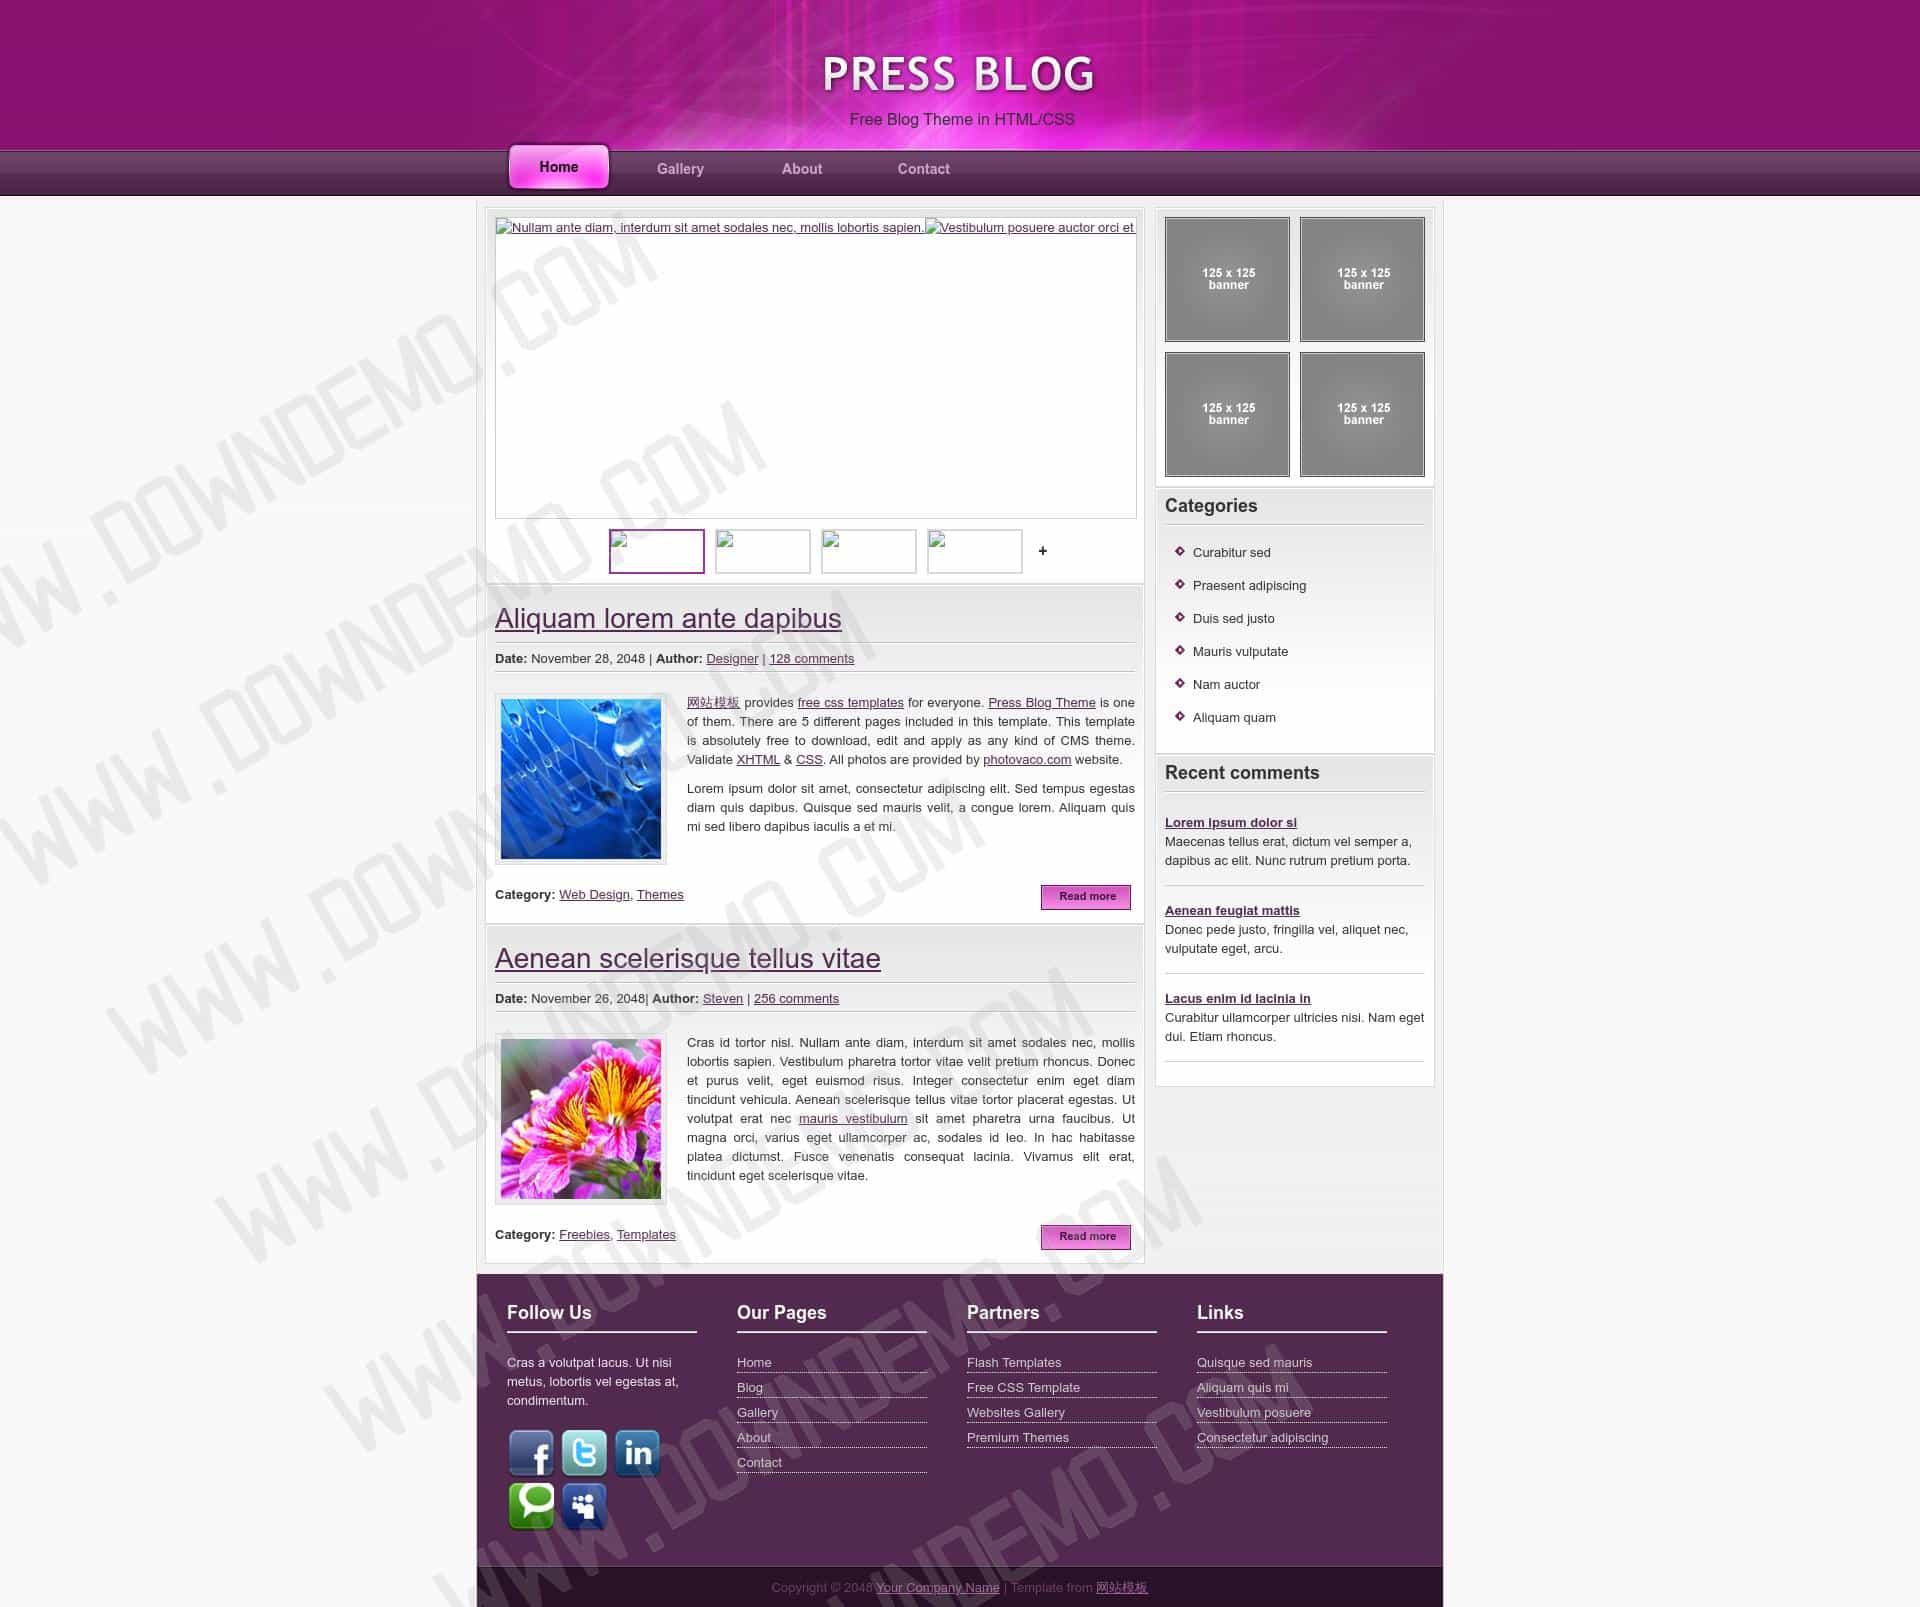 PRESS BLOG
Free Blog Theme in HTML/CSS
Home
Gallery
About
Contact
Nullam ante diam, interdum sit amet sodales nec, mollis lobortis sapien. Vestibulum posuere auctor orci et
+
Aliquam lorem ante dapibus
Date: November 28, 2048 | Author: Designer | 128 comments
网站模板 provides free css templates for everyone. Press Blog Theme is one
of them. There are 5 different pages included in this template. This template
is absolutely free to download, edit and apply as any kind of CMS theme.
Validate XHTML & CSS. All photos are provided by photovaco.com website.
Lorem ipsum dolor sit amet, consectetur adipiscing elit. Sed tempus egestas
diam quis dapibus. Quisque sed mauris velit, a congue lorem. Aliquam quis
mi sed libero dapibus iaculis a et mi.
Category: Web Design, Themes
Read more
Aenean scelerisque tellus vitae
Date: November 26, 2048| Author: Steven | 256 comments
Cras id tortor nisl. Nullam ante diam, interdum sit amet sodales nec, mollis
lobortis sapien. Vestibulum pharetra tortor vitae velit pretium rhoncus. Donec
et purus velit, eget euismod risus. Integer consectetur enim eget diam
tincidunt vehicula. Aenean scelerisque tellus vitae tortor placerat egestas. Ut
volutpat erat nec mauris vestibulum sit amet pharetra urna faucibus. Ut
magna orci, varius eget ullamcorper ac, sodales id leo. In hac habitasse
platea dictumst. Fusce venenatis consequat lacinia. Vivamus elit erat,
tincidunt eget scelerisque vitae.
Category: Freebies, Templates
Read more
125 x 125
banner
125 x 125
banner
125 x 125
banner
125 x 125
banner
Categories
Curabitur sed
Praesent adipiscing
Duis sed justo
Mauris vulputate
Nam auctor
Aliquam quam
Recent comments
Lorem ipsum dolor si
Maecenas tellus erat, dictum vel semper a,
dapibus ac elit. Nunc rutrum pretium porta.
Aenean feugiat mattis
Donec pede justo, fringilla vel, aliquet nec,
vulputate eget, arcu.
Lacus enim id lacinia in
Curabitur ullamcorper ultricies nisi. Nam eget
dui. Etiam rhoncus.
Follow Us
Cras a volutpat lacus. Ut nisi
metus, lobortis vel egestas at,
condimentum.
Our Pages
Home
Blog
Gallery
About
Contact
Partners
Flash Templates
Free CSS Template
Websites Gallery
Premium Themes
Links
Quisque sed mauris
Aliquam quis mi
Vestibulum posuere
Consectetur adipiscing
Copyright © 2048 Your Company Name | Template from 网站模板
WWW.DOWNDEMO.COM
WWW.DOWNDEMO.COM
WWW.DOWNDEMO.COM
WWW.DOWNDEMO.COM
WWW.DOWNDEMO.COM
WWW.DOWNDEMO.COM